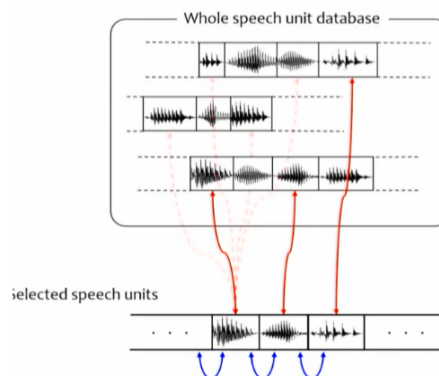 Whole speech unit database
Selected speech units
. . .
. . .